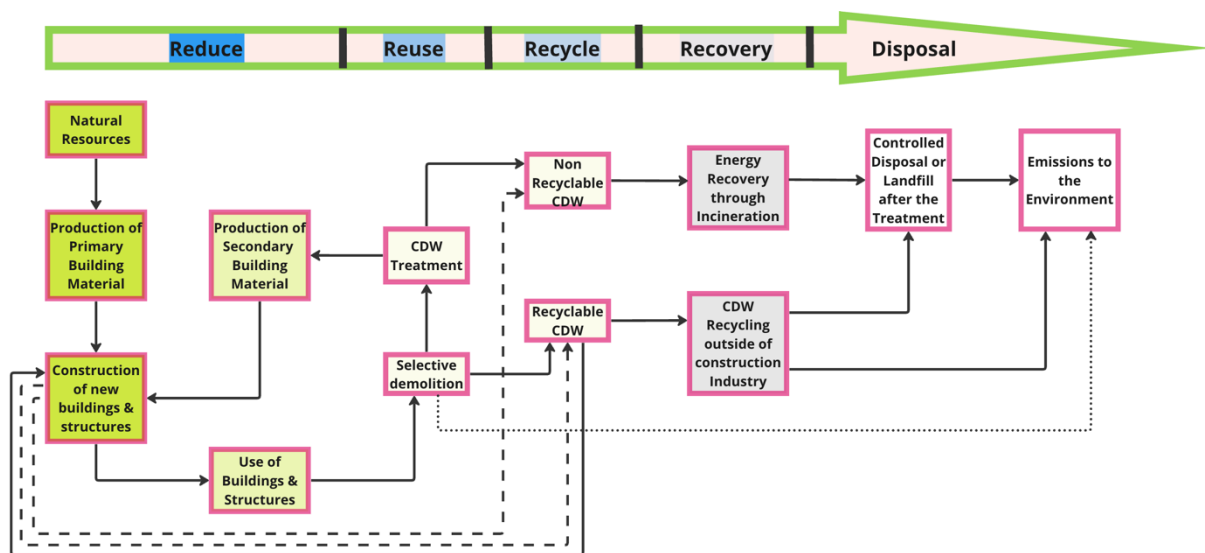 Reduce
Reuse
Recycle
Recovery
Disposal
Natural
Resources
Production of
Primary
Building
Material
Construction
of new
buildings &
structures
Production of
Secondary
Building
Material
Use of
Buildings &
Structures
CDW
Treatment
Selective
demolition
Non
Recyclable
CDW
Recyclable
CDW
Energy
Recovery
through
Incineration
CDW
Recycling
outside of
construction
Industry
Controlled
Disposal or
Landfill
after the
Treatment
Emissions to
the
Environment